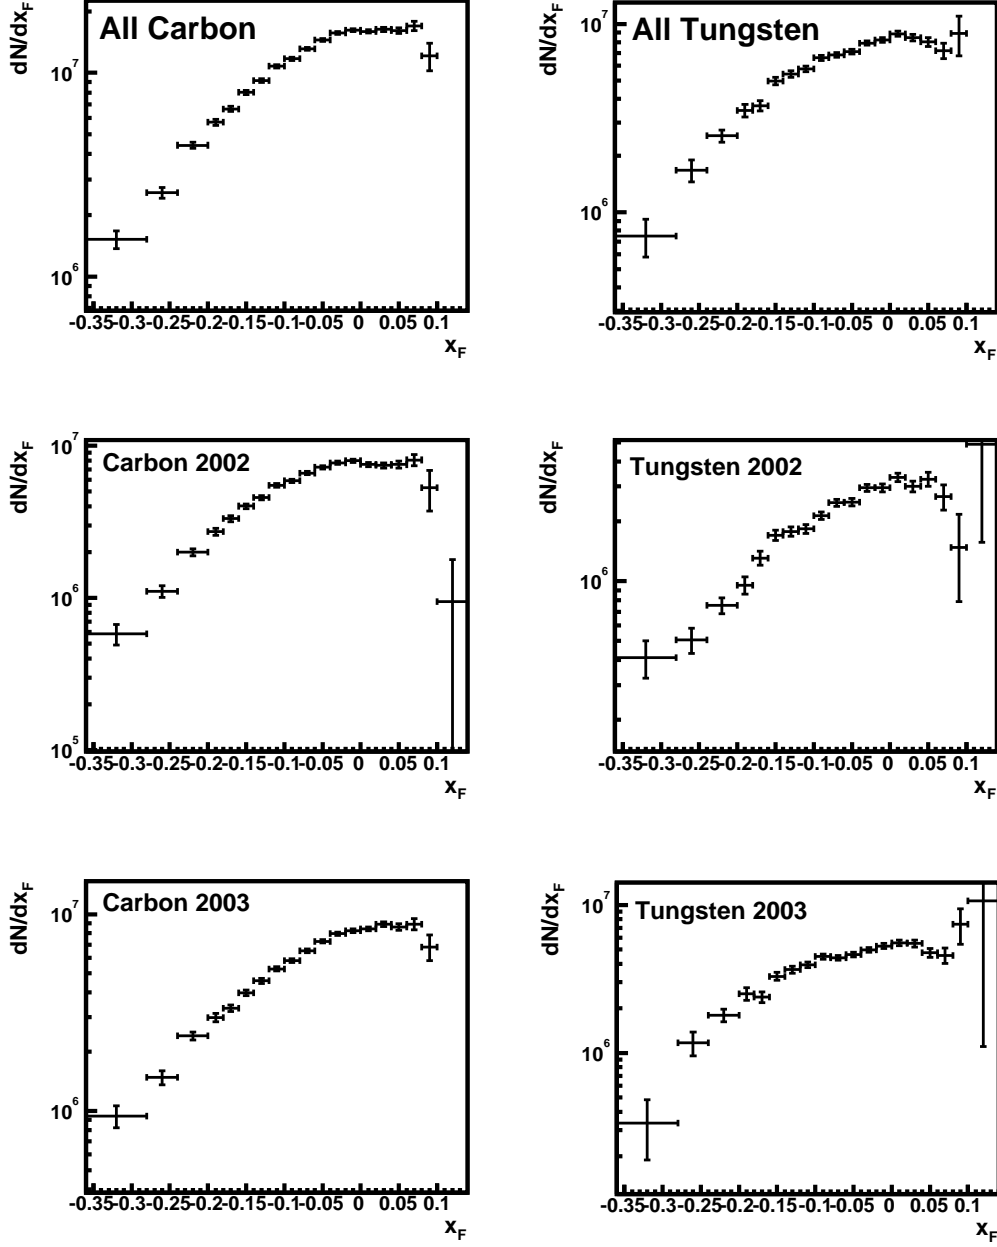 dN/dx_F
All Carbon
10^7
10^6
-0.35 -0.3 -0.25 -0.2 -0.15 -0.1 -0.05 0 0.05 0.1
x_F
dN/dx_F
All Tungsten
10^7
10^6
-0.35 -0.3 -0.25 -0.2 -0.15 -0.1 -0.05 0 0.05 0.1
x_F
dN/dx_F
Carbon 2002
10^7
10^6
10^5
-0.35 -0.3 -0.25 -0.2 -0.15 -0.1 -0.05 0 0.05 0.1
x_F
dN/dx_F
Tungsten 2002
10^6
-0.35 -0.3 -0.25 -0.2 -0.15 -0.1 -0.05 0 0.05 0.1
x_F
dN/dx_F
Carbon 2003
10^7
10^6
-0.35 -0.3 -0.25 -0.2 -0.15 -0.1 -0.05 0 0.05 0.1
x_F
dN/dx_F
Tungsten 2003
10^7
10^6
-0.35 -0.3 -0.25 -0.2 -0.15 -0.1 -0.05 0 0.05 0.1
x_F